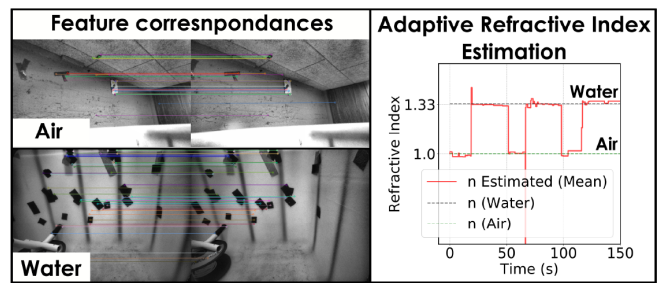 Feature corresnpondances
Air
Water
Adaptive Refractive Index
Estimation
Refractive Index
1.33
1.0
Water
Air
n Estimated (Mean)
n (Water)
n (Air)
0
50
100
150
Time (s)